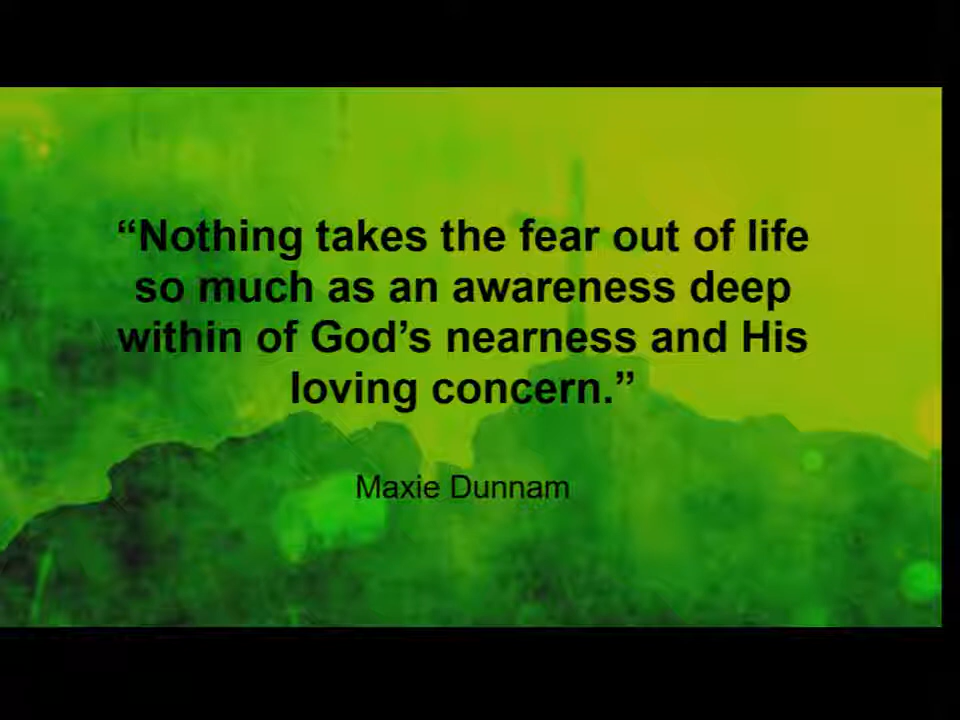 “Nothing takes the fear out of life
so much as an awareness deep
within of God’s nearness and His
loving concern.”
Maxie Dunnam